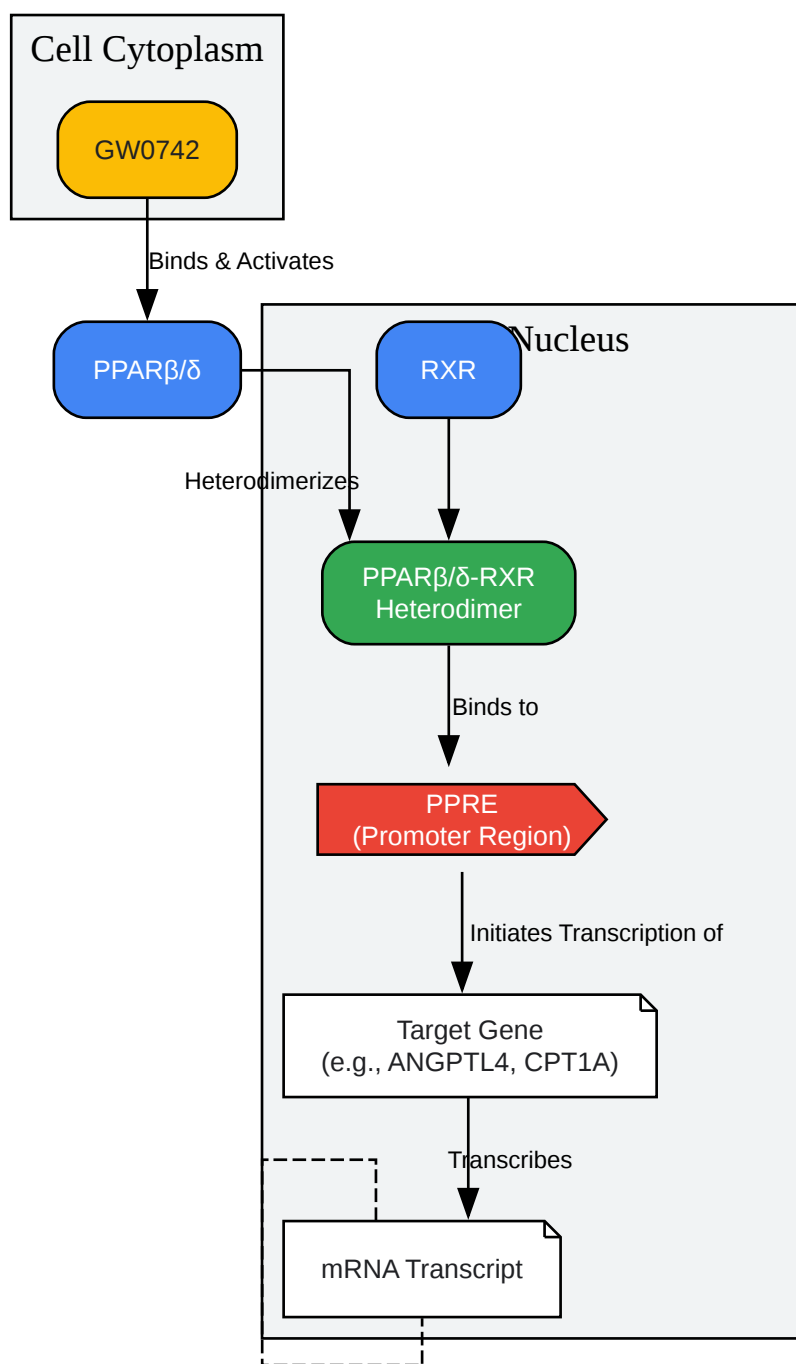 Cell Cytoplasm
GW0742
Binds & Activates
Nucleus
PPARβ/δ
RXR
Heterodimerizes
PPARβ/δ-RXR
Heterodimer
Binds to
PPRE
(Promoter Region)
Initiates Transcription of
Target Gene
(e.g., ANGPTL4, CPT1A)
Transcribes
mRNA Transcript